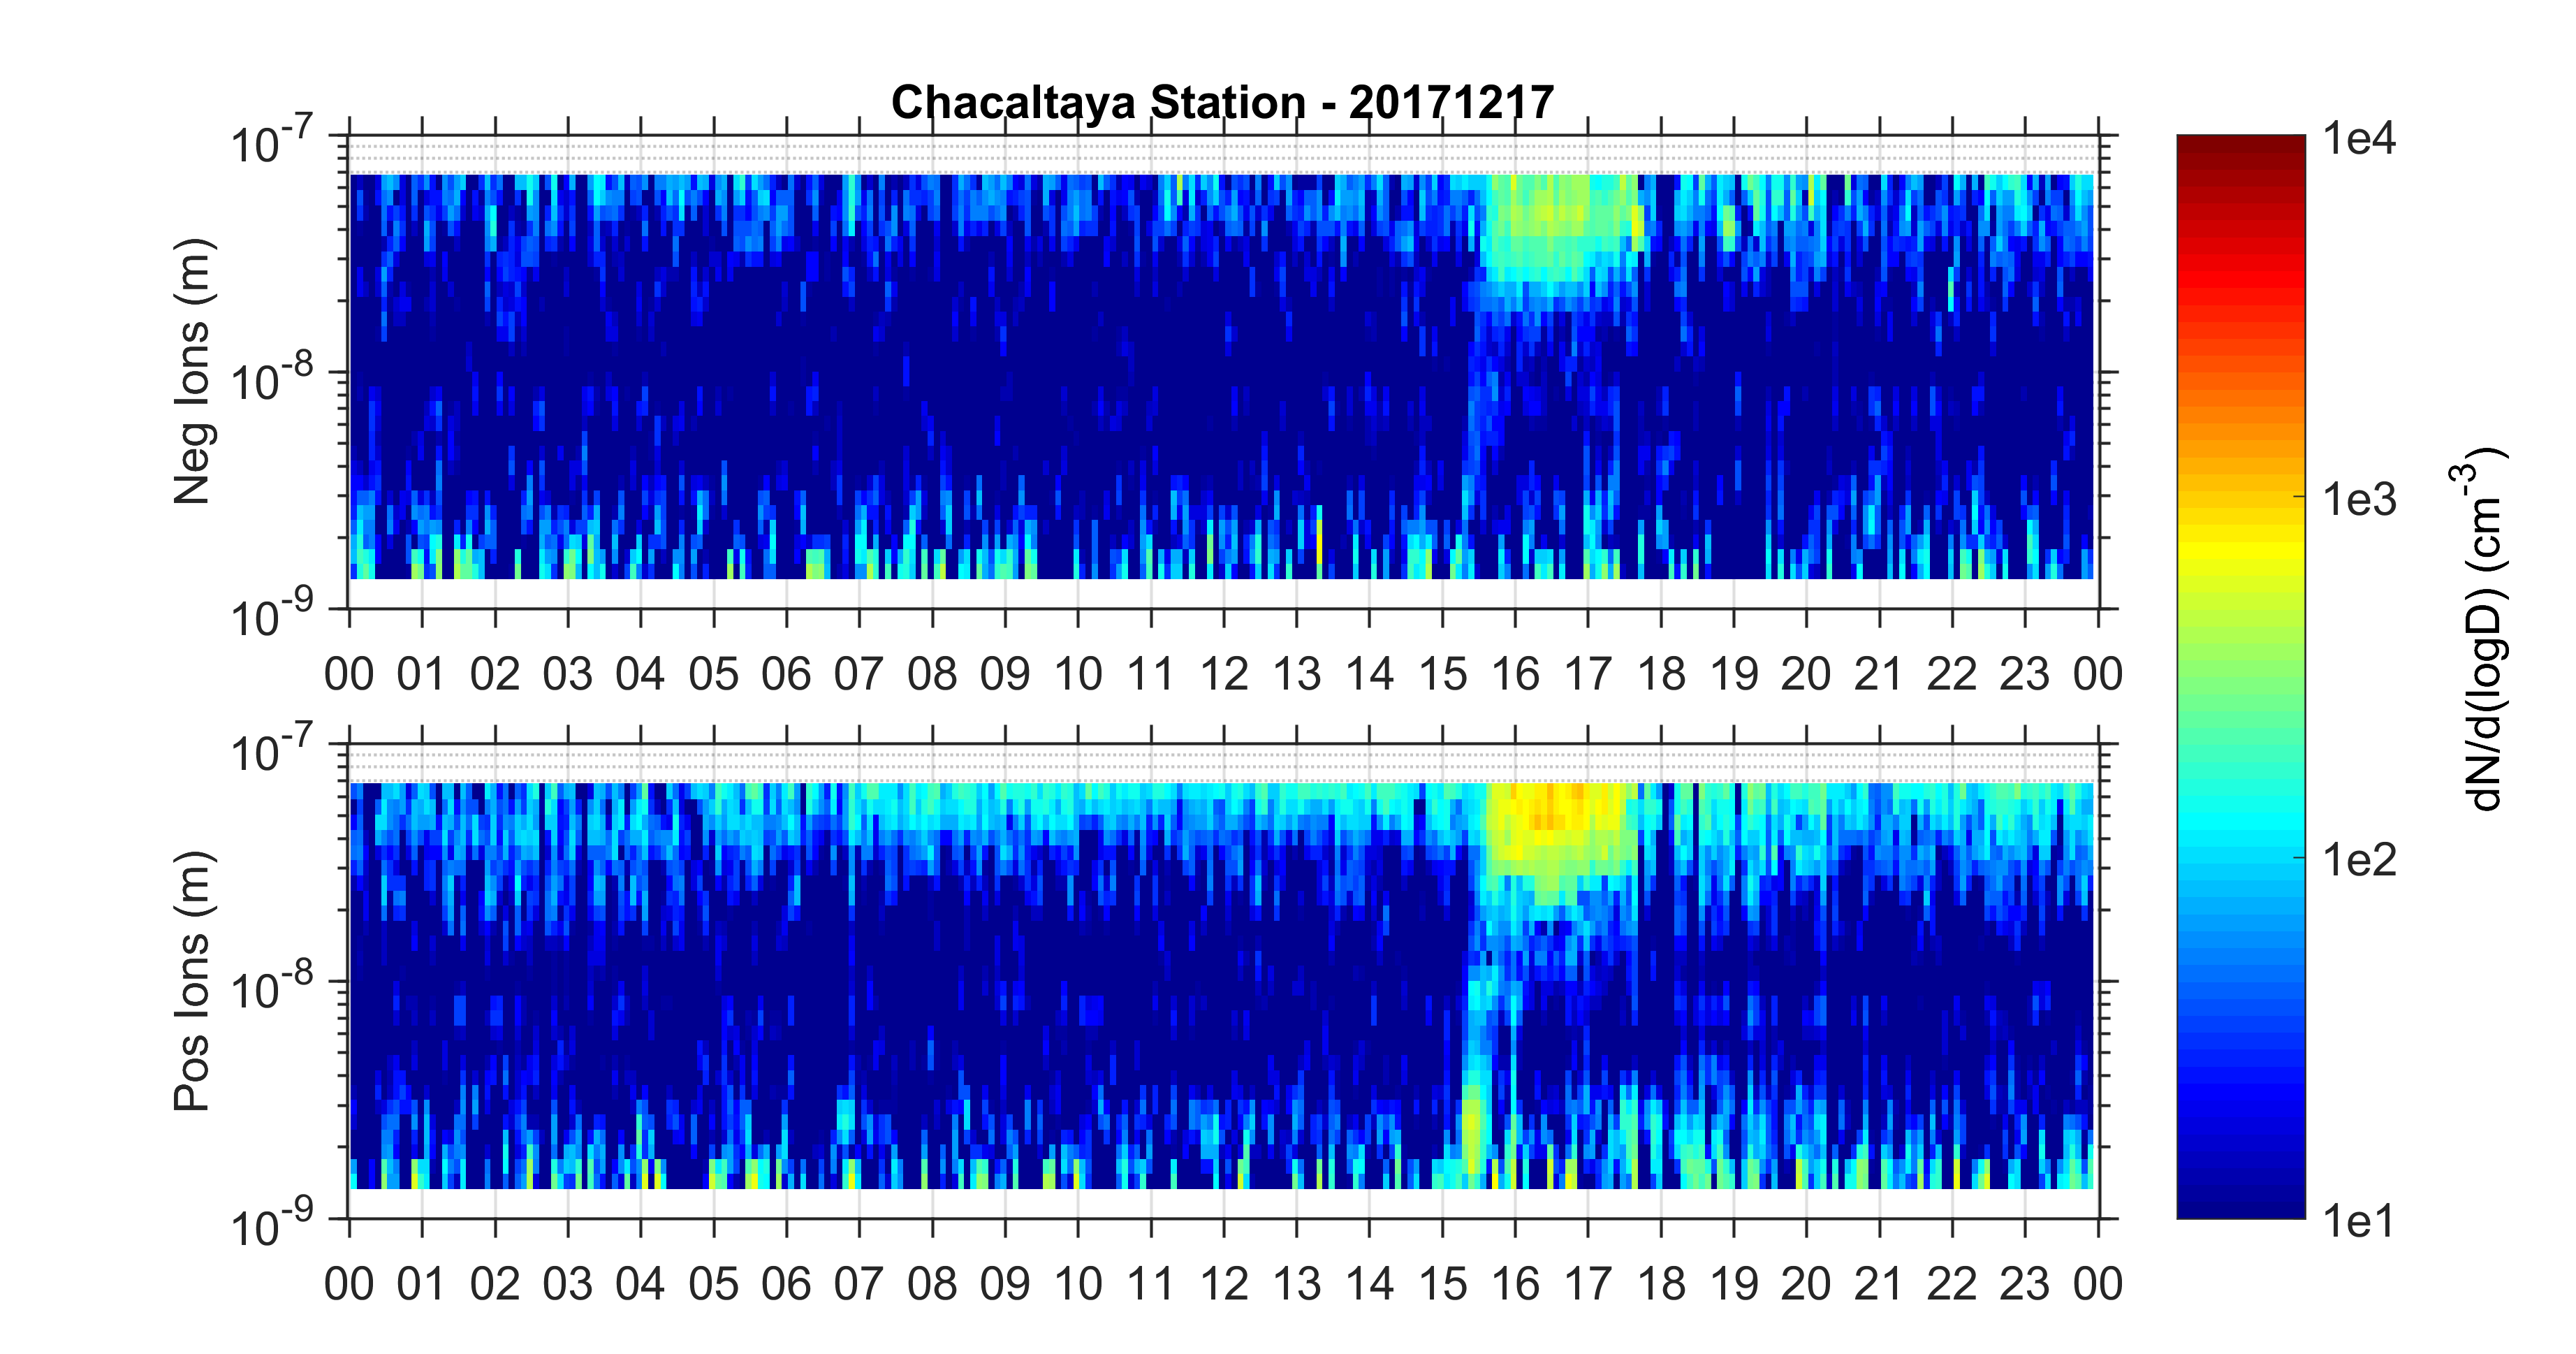 Chacaltaya Station - 20171217
10-7
10-8
10-9
Neg Ions (m)
00 01 02 03 04 05 06 07 08 09 10 11 12 13 14 15 16 17 18 19 20 21 22 23 00
10-7
10-8
10-9
Pos Ions (m)
00 01 02 03 04 05 06 07 08 09 10 11 12 13 14 15 16 17 18 19 20 21 22 23 00
1e4
1e3
1e2
1e1
dN/d(logD) (cm-3)